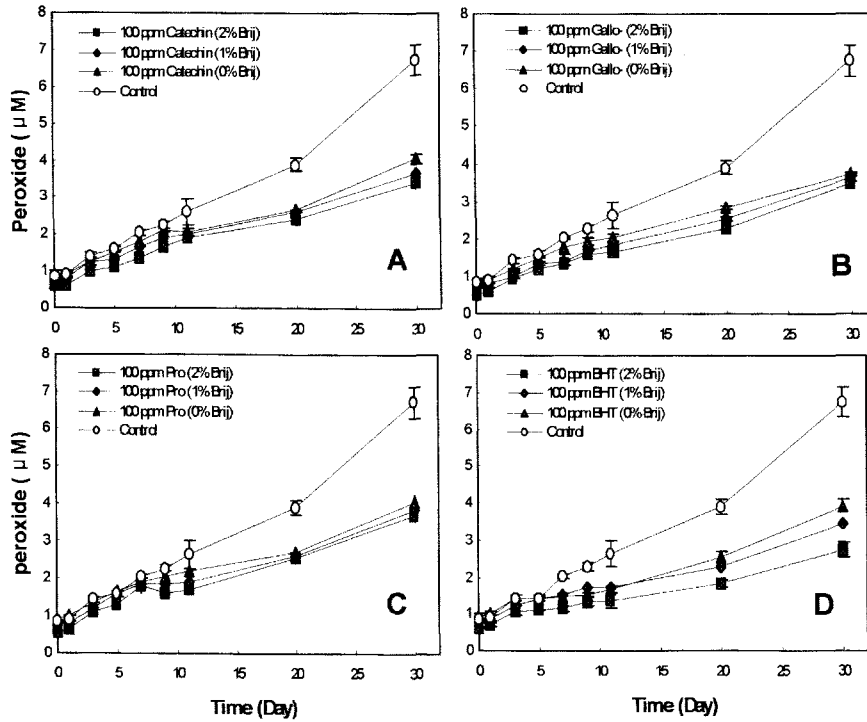 8
7
6
5
4
3
2
1
0
Peroxide ( μM )
100 ppm Catechin (2% Brij)
100 ppm Catechin (1% Brij)
100 ppm Catechin (0% Brij)
Control
A
0 5 10 15 20 25 30
8
7
6
5
4
3
2
1
0
100 ppm Gallo- (2% Brij)
100 ppm Gallo- (1% Brij)
100 ppm Gallo- (0% Brij)
Control
B
0 5 10 15 20 25 30
8
7
6
5
4
3
2
1
0
peroxide ( μM )
100 ppm Pro (2% Brij)
100 ppm Pro (1% Brij)
100 ppm Pro (0% Brij)
Control
C
0 5 10 15 20 25 30
Time (Day)
8
7
6
5
4
3
2
1
0
100 ppm BHT (2% Brij)
100 ppm BHT (1% Brij)
100 ppm BHT (0% Brij)
Control
D
0 5 10 15 20 25 30
Time (Day)